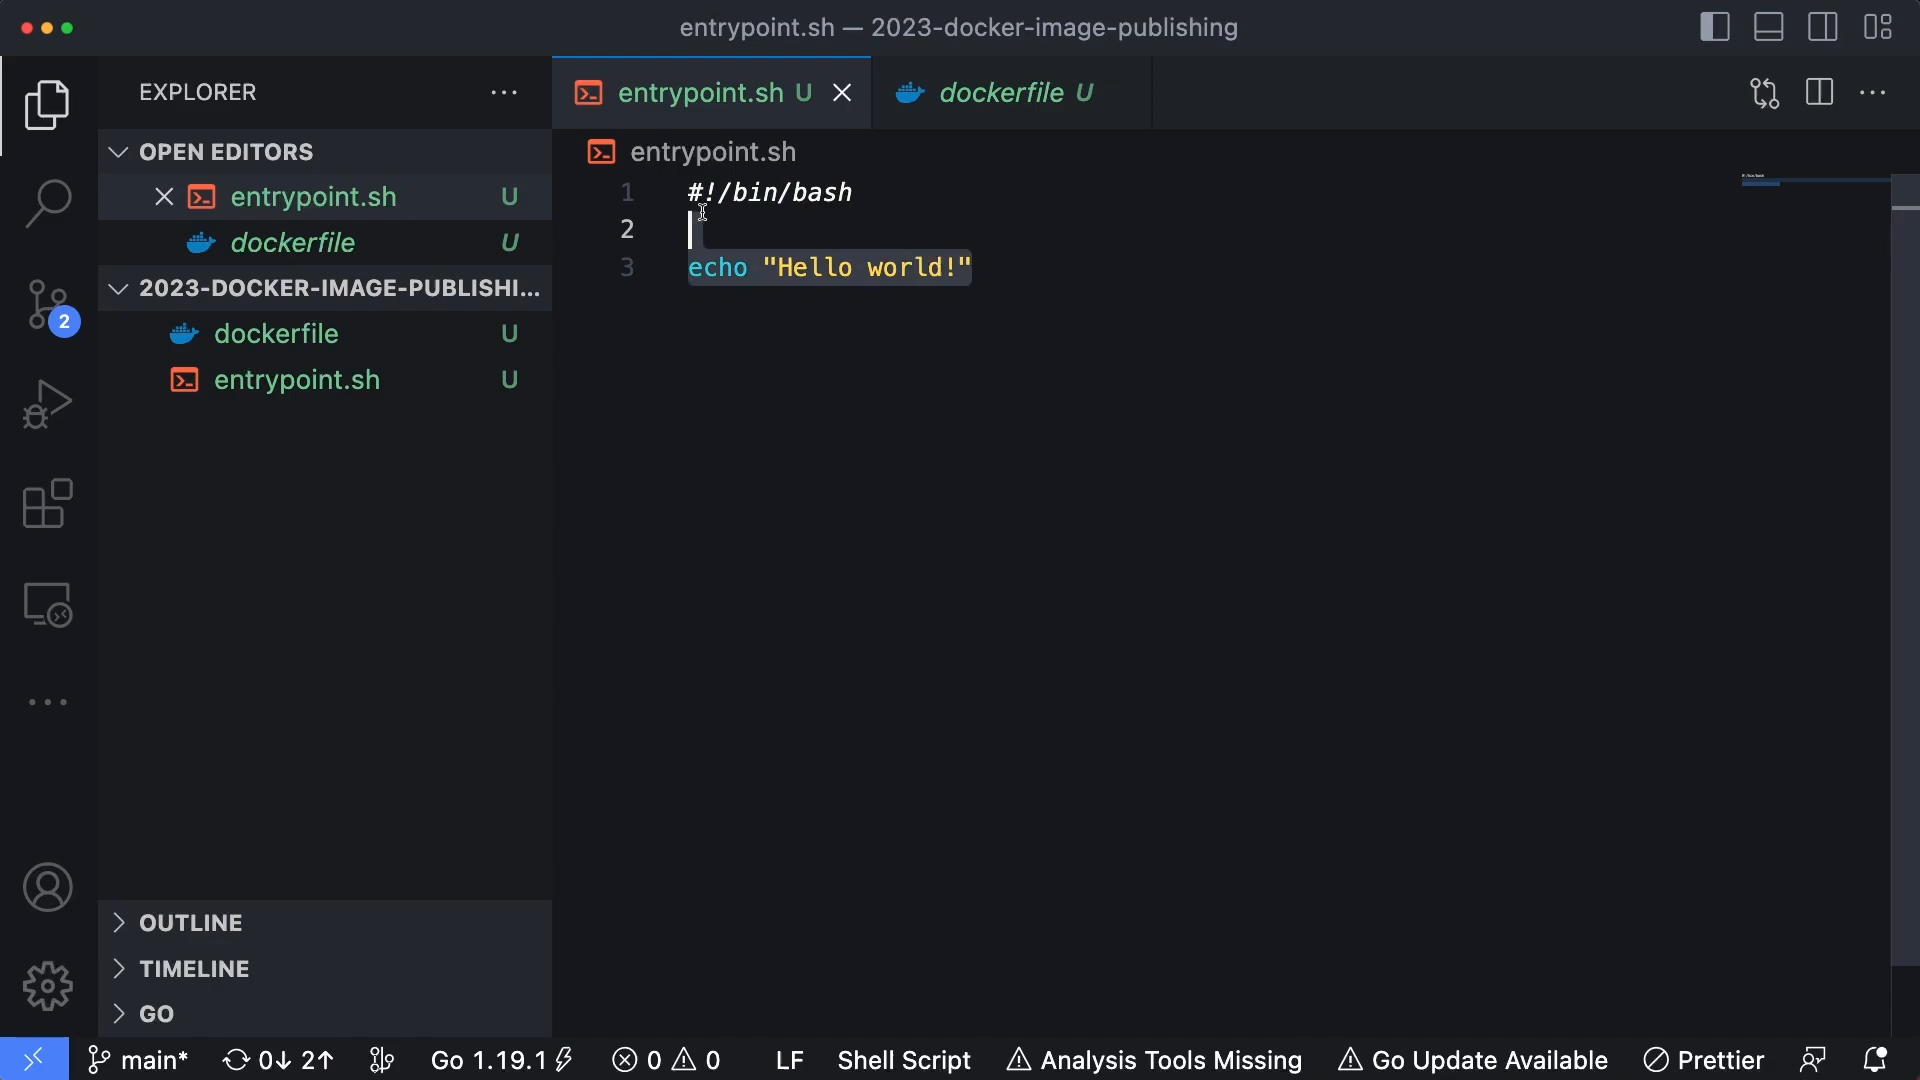 entrypoint.sh — 2023-docker-image-publishing
EXPLORER
entrypoint.sh U
dockerfile U
OPEN EDITORS
entrypoint.sh
entrypoint.sh U
dockerfile U
1 #!/bin/bash
2
3 echo "Hello world!"
2023-DOCKER-IMAGE-PUBLISHI...
dockerfile U
entrypoint.sh U
2
OUTLINE
TIMELINE
GO
main* 0↓ 2↑ Go 1.19.1 0 0 LF Shell Script Analysis Tools Missing Go Update Available Prettier